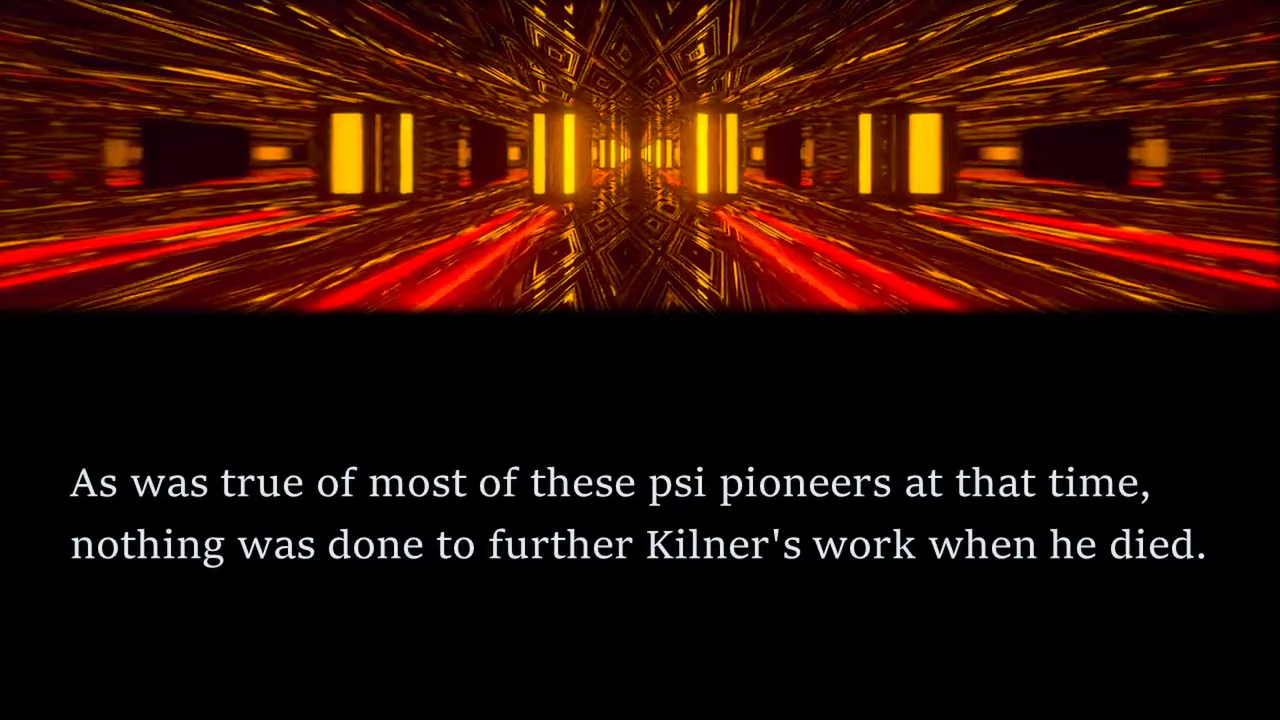 As was true of most of these psi pioneers at that time,
nothing was done to further Kilner's work when he died.